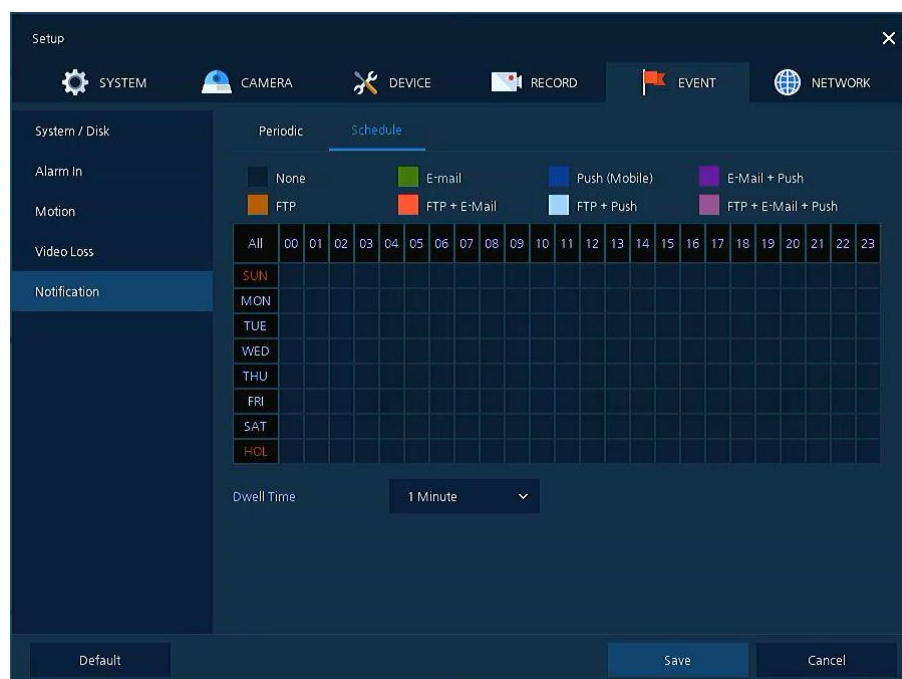 Setup
SYSTEM CAMERA DEVICE RECORD EVENT NETWORK
System / Disk
Alarm In
Motion
Video Loss
Notification
Periodic Schedule
None E-mail Push (Mobile) E-Mail + Push
FTP FTP + E-Mail FTP + Push FTP + E-Mail + Push
All 00 01 02 03 04 05 06 07 08 09 10 11 12 13 14 15 16 17 18 19 20 21 22 23
SUN
MON
TUE
WED
THU
FRI
SAT
HOL
Dwell Time 1 Minute
Default Save Cancel